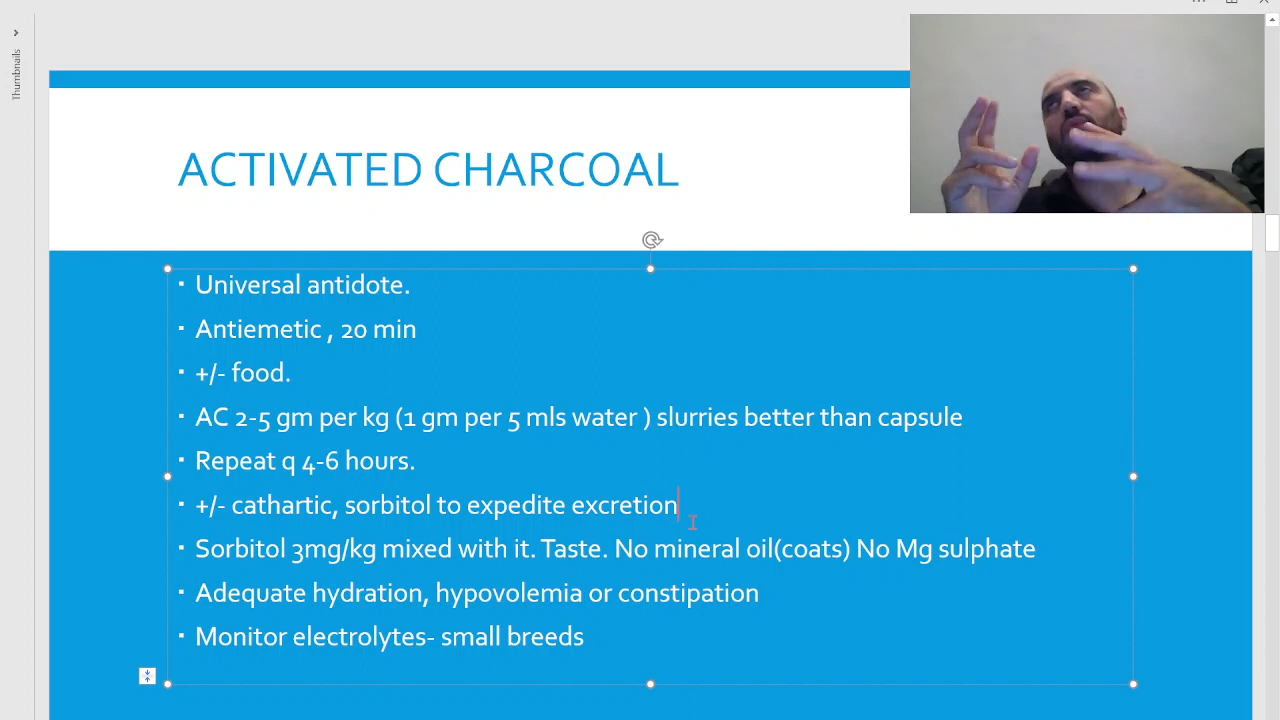 Thumbnails
ACTIVATED CHARCOAL
Universal antidote.
Antiemetic , 20 min
+/- food.
AC 2-5 gm per kg (1 gm per 5 mls water ) slurries better than capsule
Repeat q 4-6 hours.
+/- cathartic, sorbitol to expedite excretion
Sorbitol 3mg/kg mixed with it. Taste. No mineral oil(coats) No Mg sulphate
Adequate hydration, hypovolemia or constipation
Monitor electrolytes- small breeds